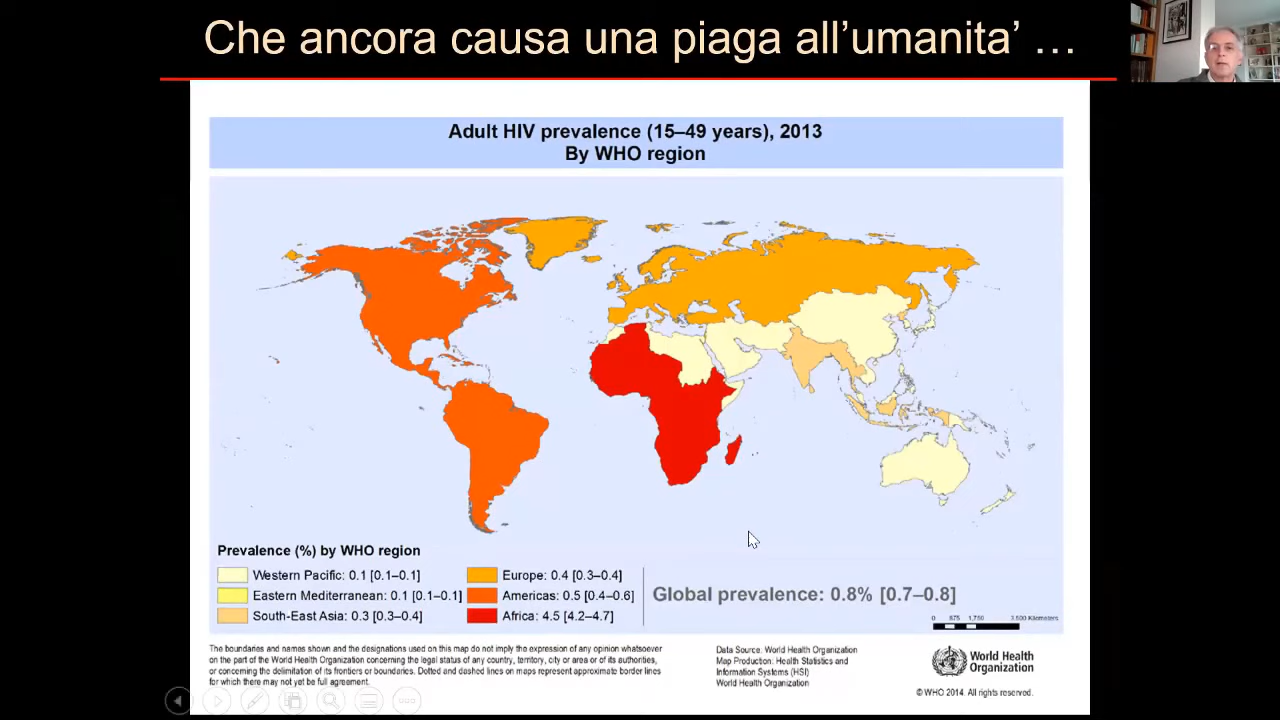 Che ancora causa una piaga all’umanita’ …
Adult HIV prevalence (15–49 years), 2013
By WHO region
Prevalence (%) by WHO region
Western Pacific: 0.1 [0.1–0.1]
Eastern Mediterranean: 0.1 [0.1–0.1]
South-East Asia: 0.3 [0.3–0.4]
Europe: 0.4 [0.3–0.4]
Americas: 0.5 [0.4–0.6]
Africa: 4.5 [4.2–4.7]
Global prevalence: 0.8% [0.7–0.8]
0 875 1,750 3,500 Kilometers
The boundaries and names shown and the designations used on this map do not imply the expression of any opinion whatsoever
on the part of the World Health Organization concerning the legal status of any country, territory, city or area or of its authorities,
or concerning the delimitation of its frontiers or boundaries. Dotted and dashed lines on maps represent approximate border lines
for which there may not yet be full agreement.
Data Source: World Health Organization
Map Production: Health Statistics and
Information Systems (HSI)
World Health Organization
World Health
Organization
© WHO 2014. All rights reserved.